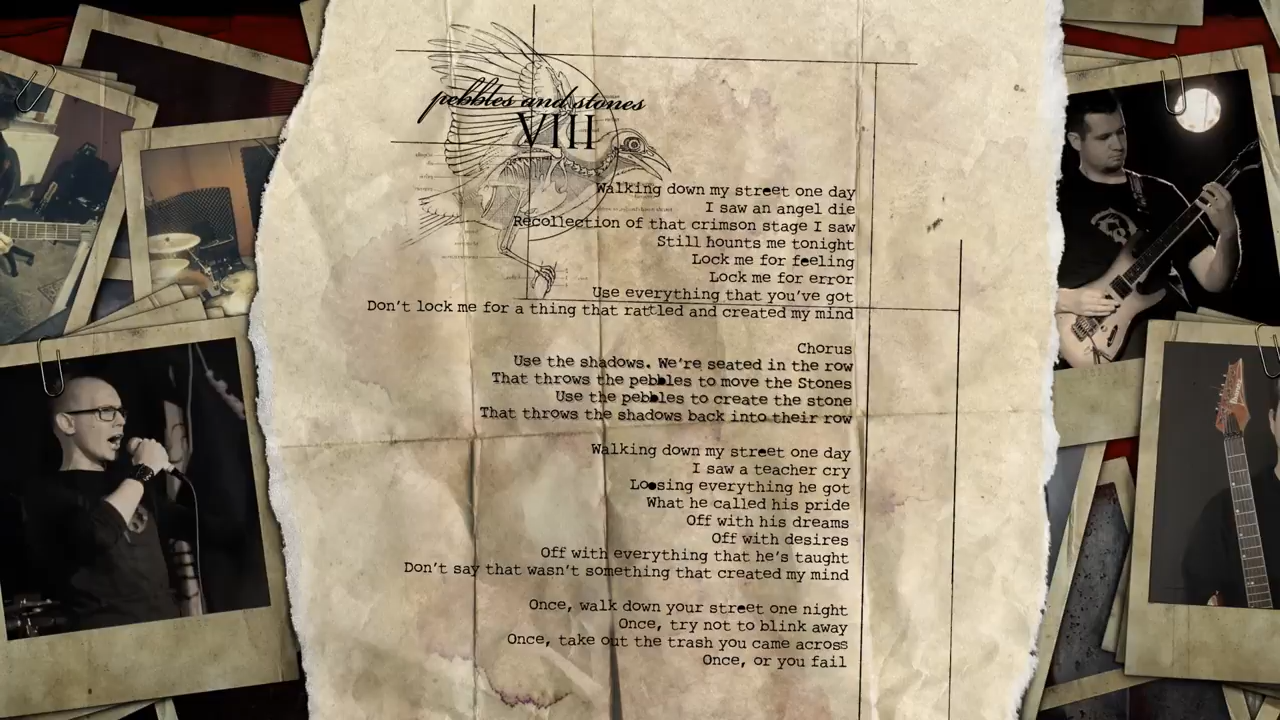 pebbles and stones
VIII
Walking down my street one day
I saw an angel die
Recollection of that crimson stage I saw
Still hounts me tonight
Lock me for feeling
Lock me for error
Use everything that you've got
Don't lock me for a thing that rattled and created my mind
Chorus
Use the shadows. We're seated in the row
That throws the pebbles to move the Stones
Use the pebbles to create the stone
That throws the shadows back into their row
Walking down my street one day
I saw a teacher cry
Loosing everything he got
What he called his pride
Off with his dreams
Off with desires
Off with everything that he's taught
Don't say that wasn't something that created my mind
Once, walk down your street one night
Once, try not to blink away
Once, take out the trash you came across
Once, or you fail